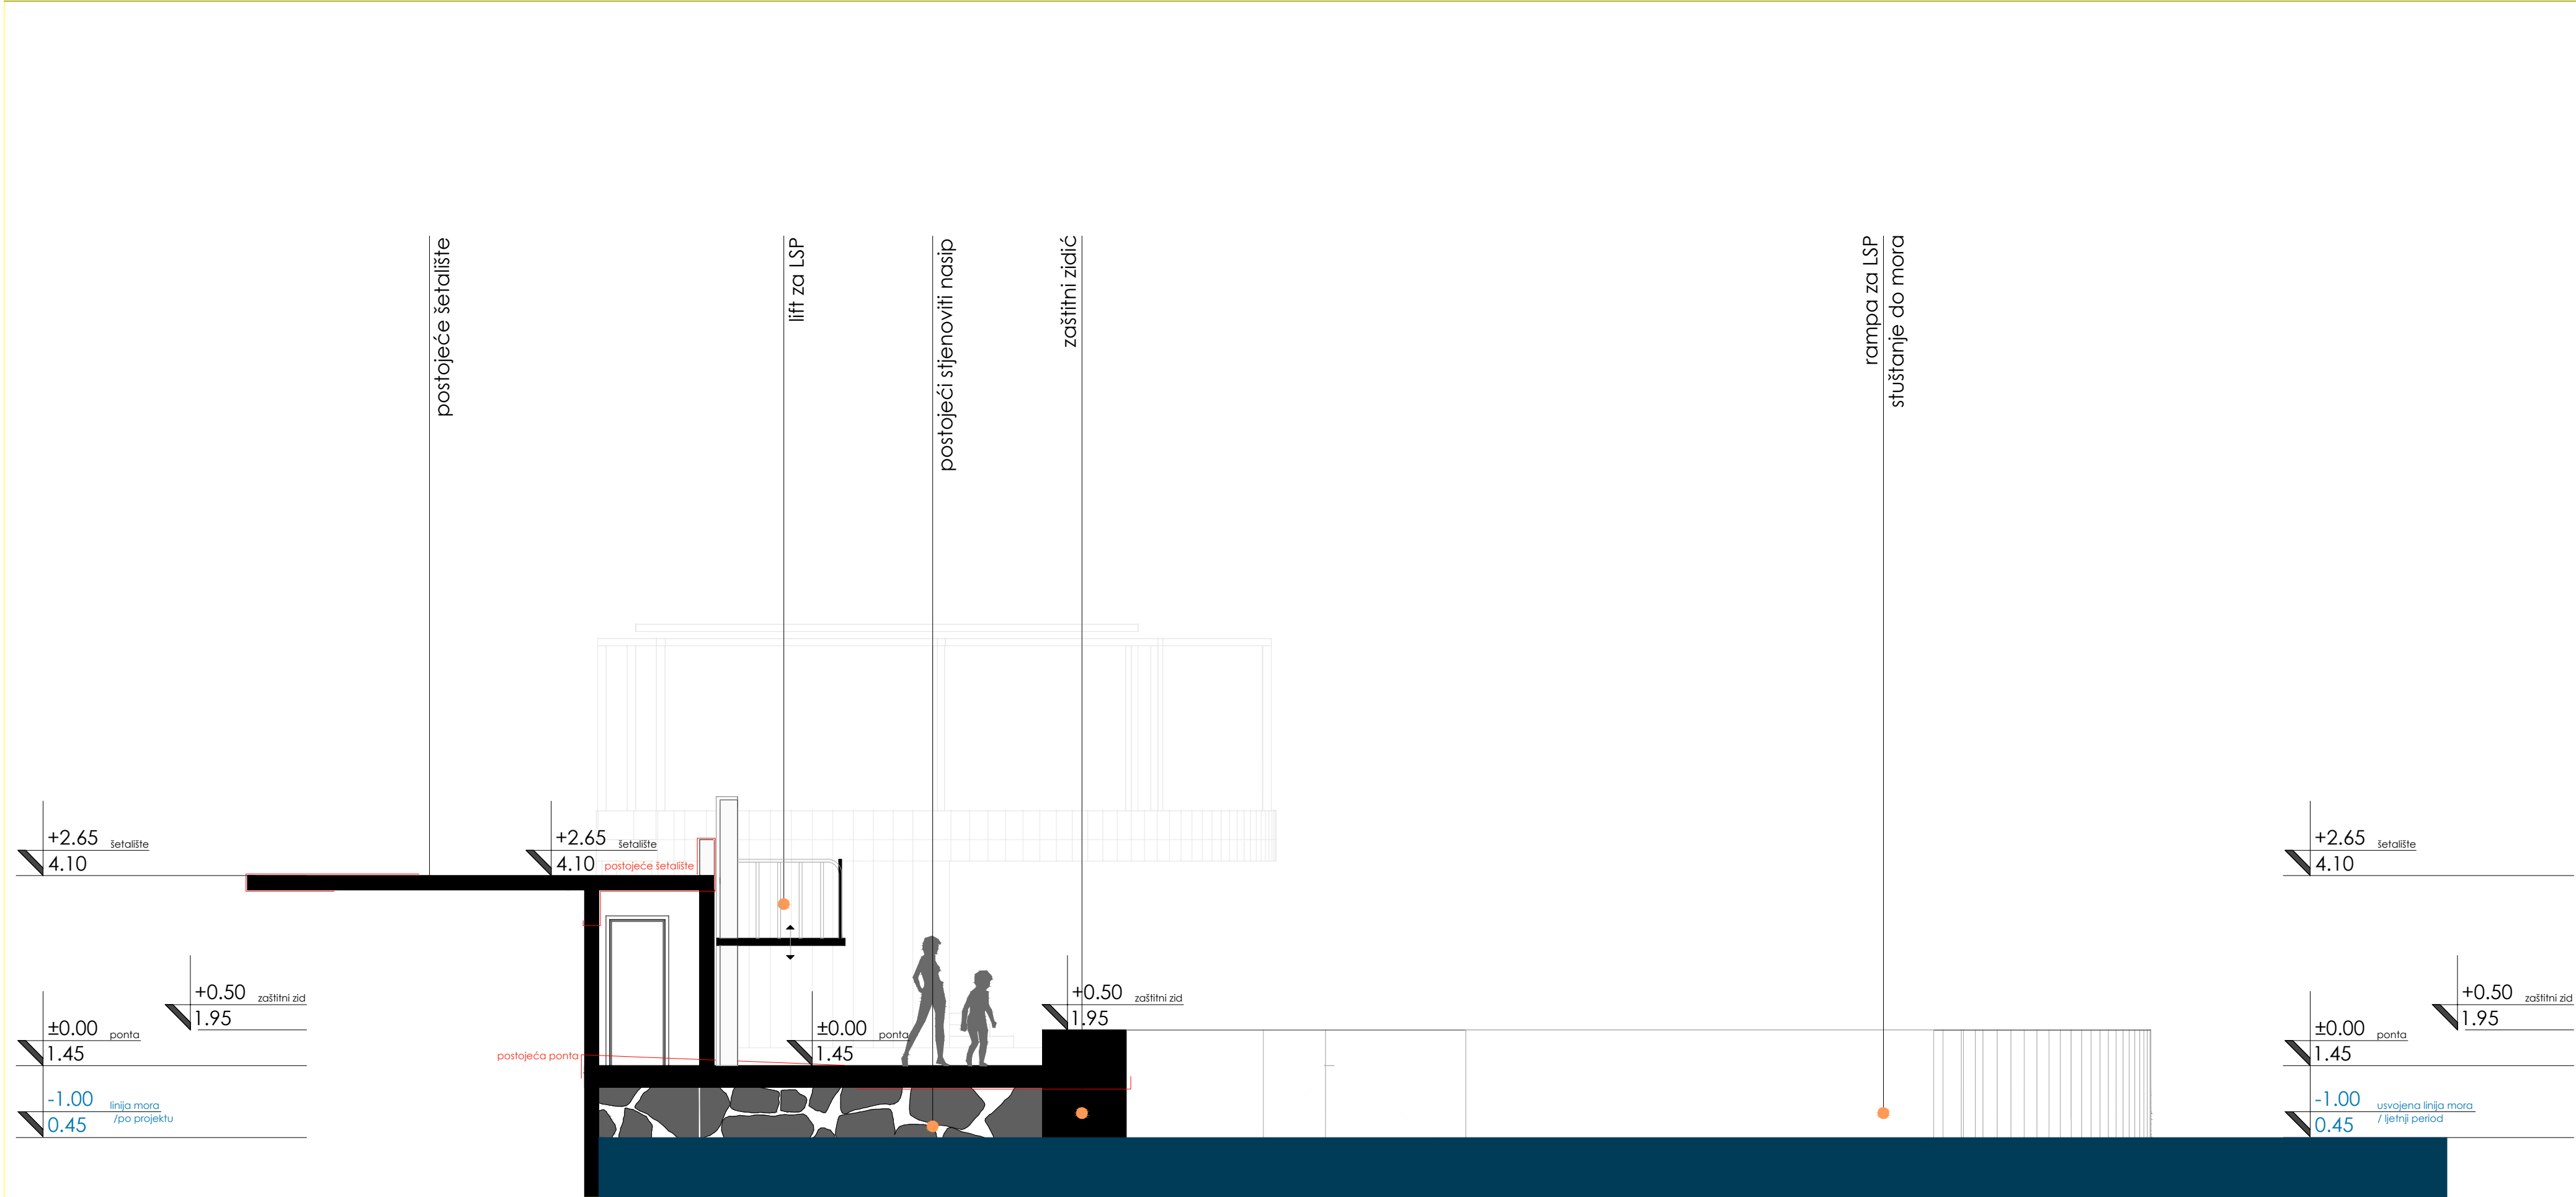 postojeće šetalište
lift za LSP
postojeći stjenoviti nasip
zaštitni zidić
rampa za LSP
stuštanje do mora
+2.65 šetalište
4.10
+2.65 šetalište
4.10 postojeće šetalište
+2.65 šetalište
4.10
+0.50 zaštitni zid
1.95
+0.50 zaštitni zid
1.95
+0.50 zaštitni zid
1.95
±0.00 ponta
1.45
±0.00 ponta
1.45
±0.00 ponta
1.45
postojeća ponta
-1.00 linija mora
0.45 /po projektu
-1.00 usvojena linija mora
0.45 / ljetnji period